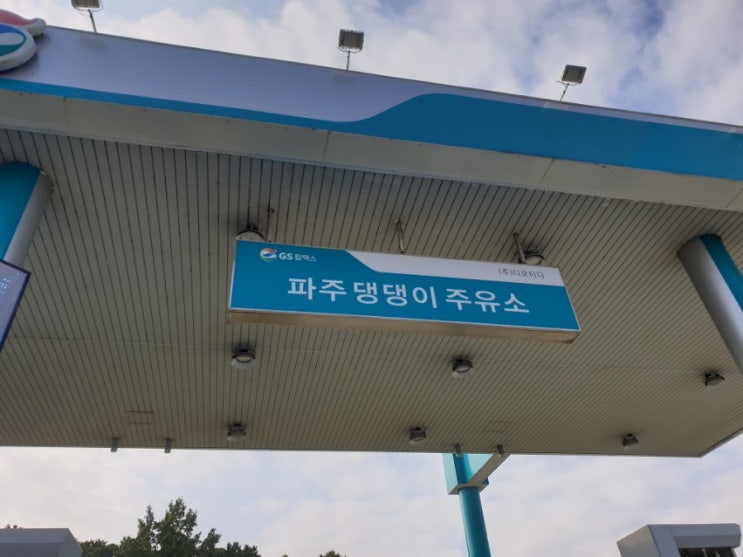 GS칼텍스
(주)디오티디
파주 댕댕이 주유소